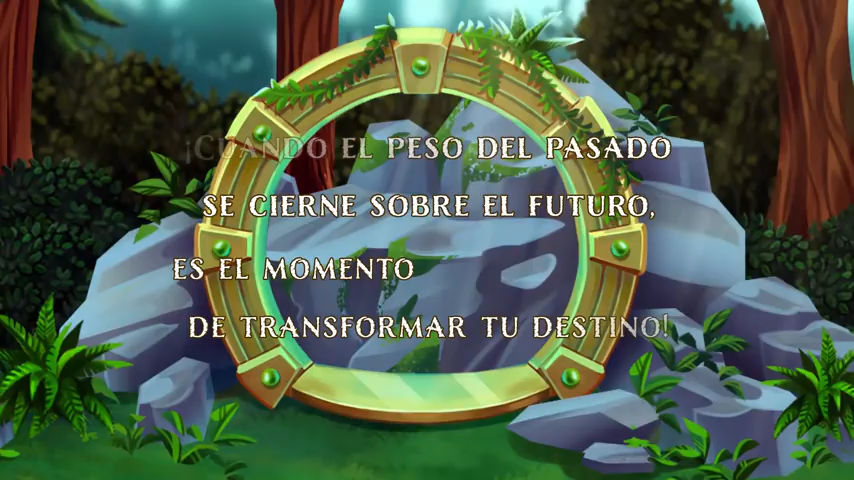 ¡CUANDO EL PESO DEL PASADO
SE CIERNE SOBRE EL FUTURO,
ES EL MOMENTO
DE TRANSFORMAR TU DESTINO!